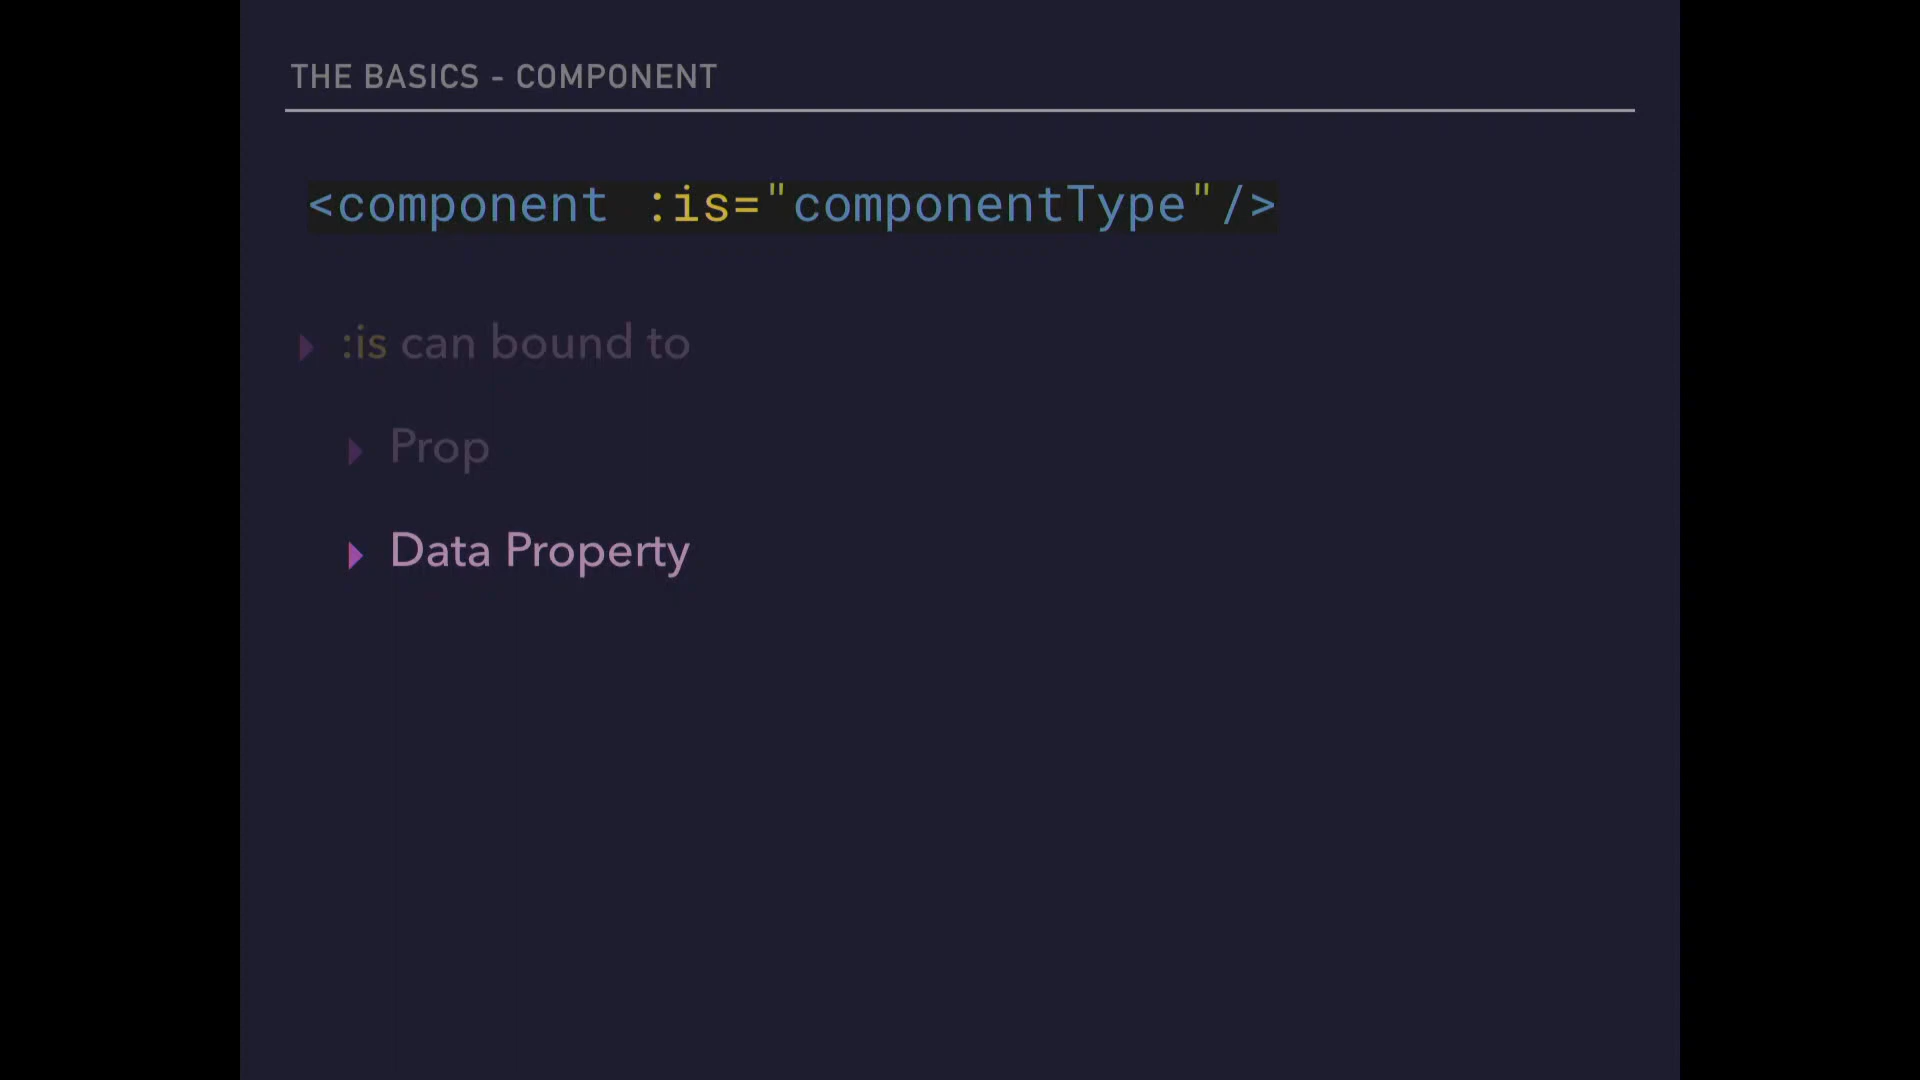 THE BASICS - COMPONENT
<component :is="componentType"/>
:is can bound to
Prop
Data Property